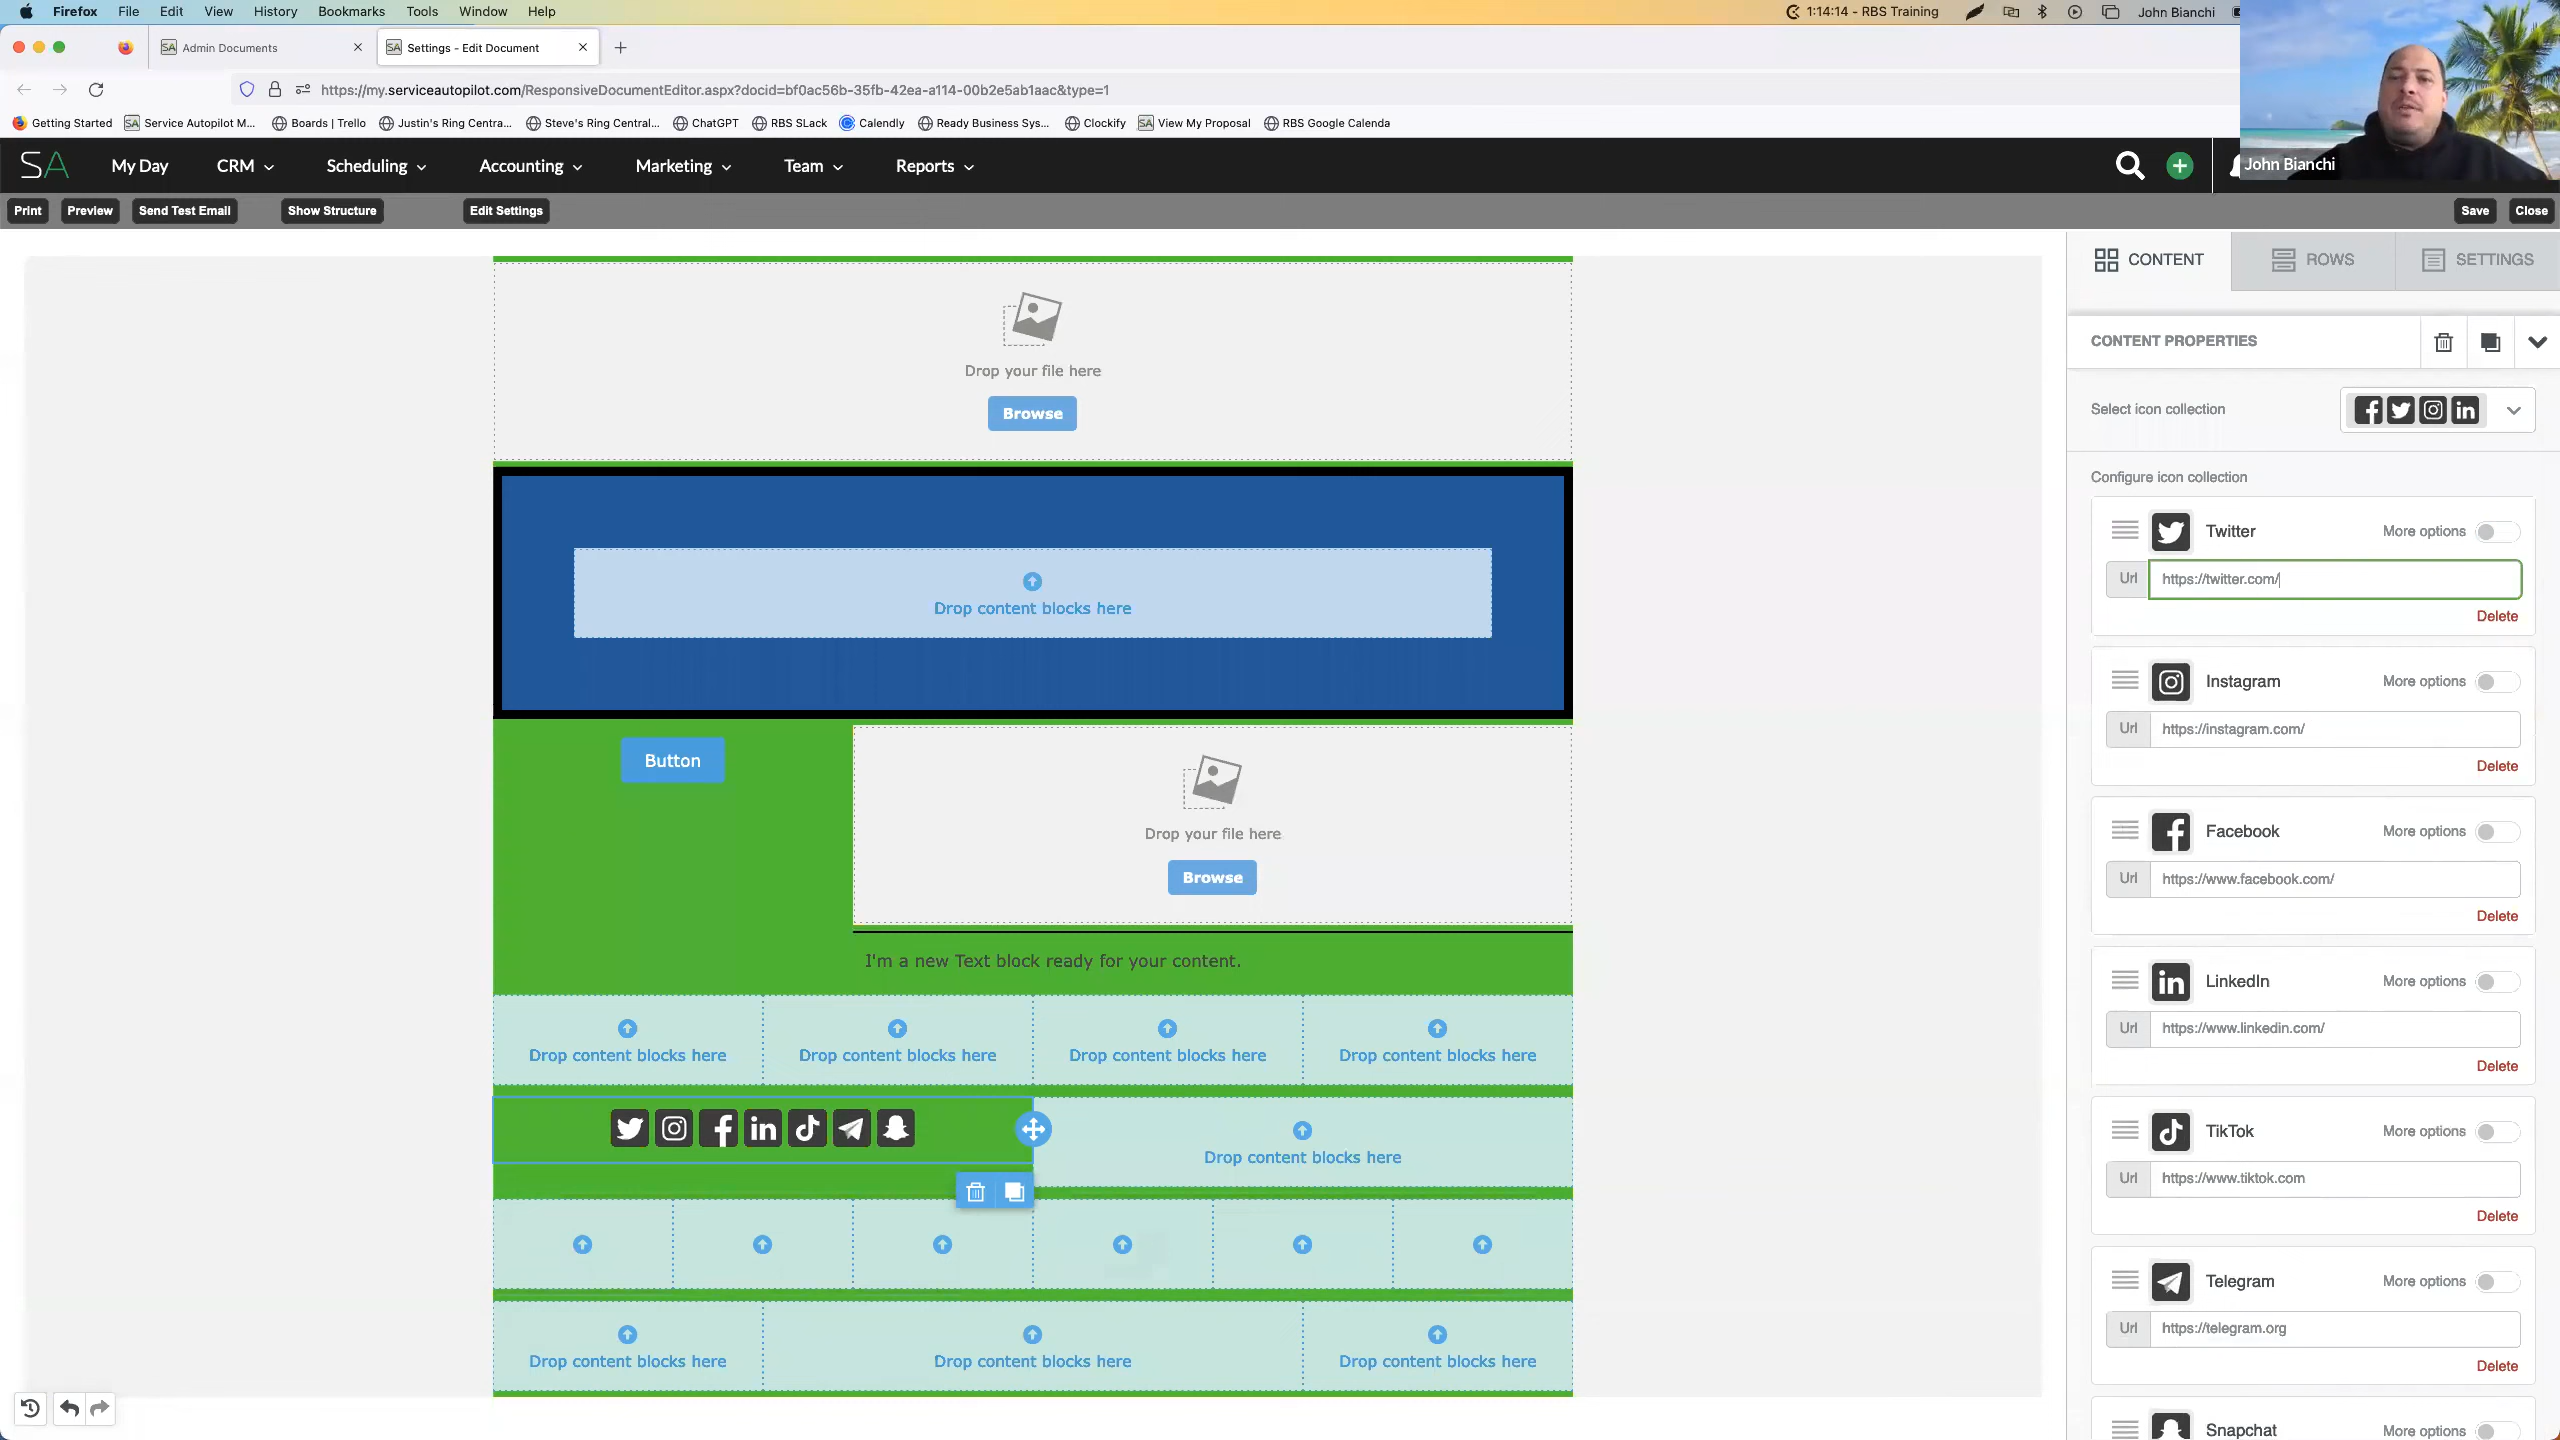 Firefox File Edit View History Bookmarks Tools Window Help 1:14:14 - RBS Training John Bianchi
SA Admin Documents SA Settings - Edit Document
https://my.serviceautopilot.com/ResponsiveDocumentEditor.aspx?docid=bf0ac56b-35fb-42ea-a114-00b2e5ab1aac&type=1
Getting Started SA Service Autopilot M... Boards | Trello Justin's Ring Centra... Steve's Ring Central... ChatGPT RBS SLack Calendly Ready Business Sys... Clockify SA View My Proposal RBS Google Calenda
SA My Day CRM Scheduling Accounting Marketing Team Reports John Bianchi
Print Preview Send Test Email Show Structure Edit Settings Save Close
CONTENT ROWS SETTINGS
CONTENT PROPERTIES
Select icon collection
Configure icon collection
Twitter More options
Url https://twitter.com/
Delete
Instagram More options
Url https://instagram.com/
Delete
Facebook More options
Url https://www.facebook.com/
Delete
LinkedIn More options
Url https://www.linkedin.com/
Delete
TikTok More options
Url https://www.tiktok.com
Delete
Telegram More options
Url https://telegram.org
Delete
Snapchat More options
Drop your file here
Browse
Drop content blocks here
Button
Drop your file here
Browse
I'm a new Text block ready for your content.
Drop content blocks here Drop content blocks here Drop content blocks here Drop content blocks here
Drop content blocks here
Drop content blocks here Drop content blocks here Drop content blocks here